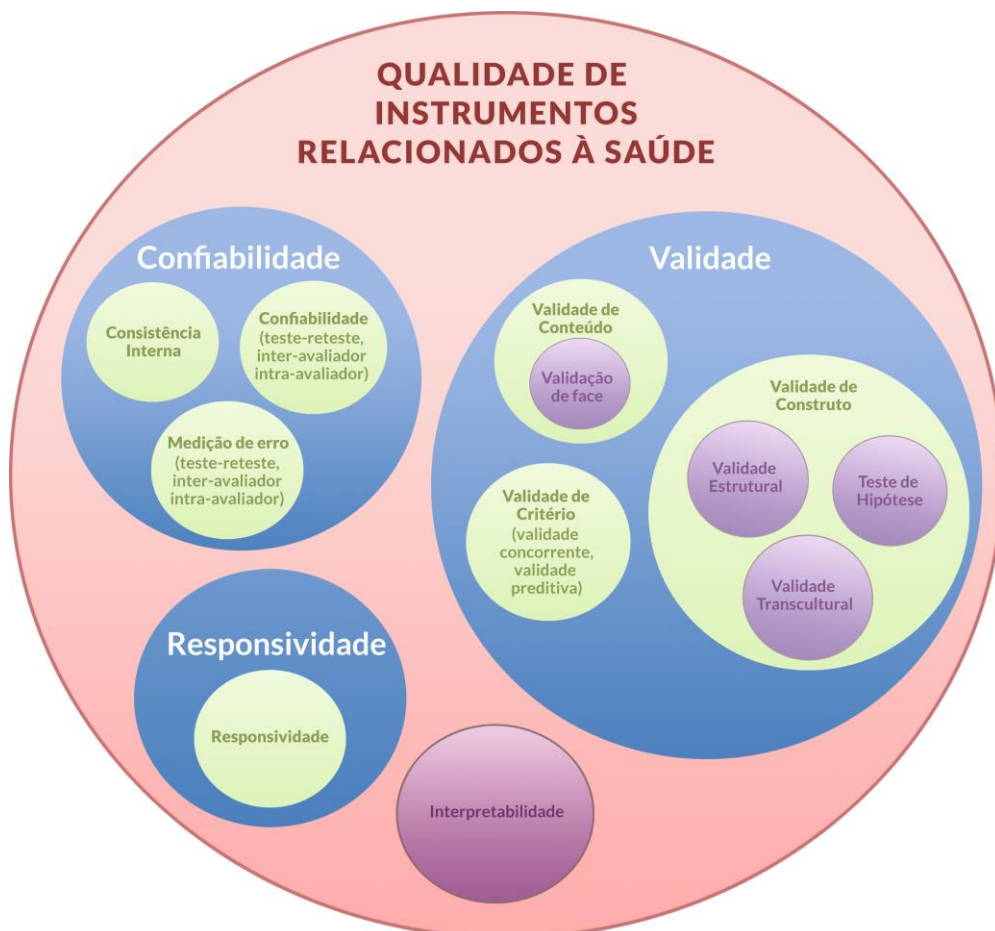 QUALIDADE DE
INSTRUMENTOS
RELACIONADOS À SAÚDE
Confiabilidade
Consistência
Interna
Confiabilidade
(teste-reteste,
inter-avaliador
intra-avaliador)
Medição de erro
(teste-reteste,
inter-avaliador
intra-avaliador)
Validade
Validade de
Conteúdo
Validação
de face
Validade de
Critério
(validade
concorrente,
validade
preditiva)
Validade de
Construto
Validade
Estrutural
Teste de
Hipótese
Validade
Transcultural
Responsividade
Responsividade
Interpretabilidade